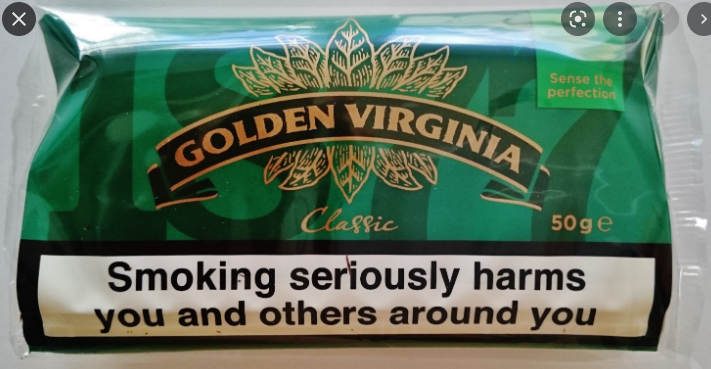 Sense the
perfection
GOLDEN VIRGINIA
Classic
50g e
Smoking seriously harms
you and others around you